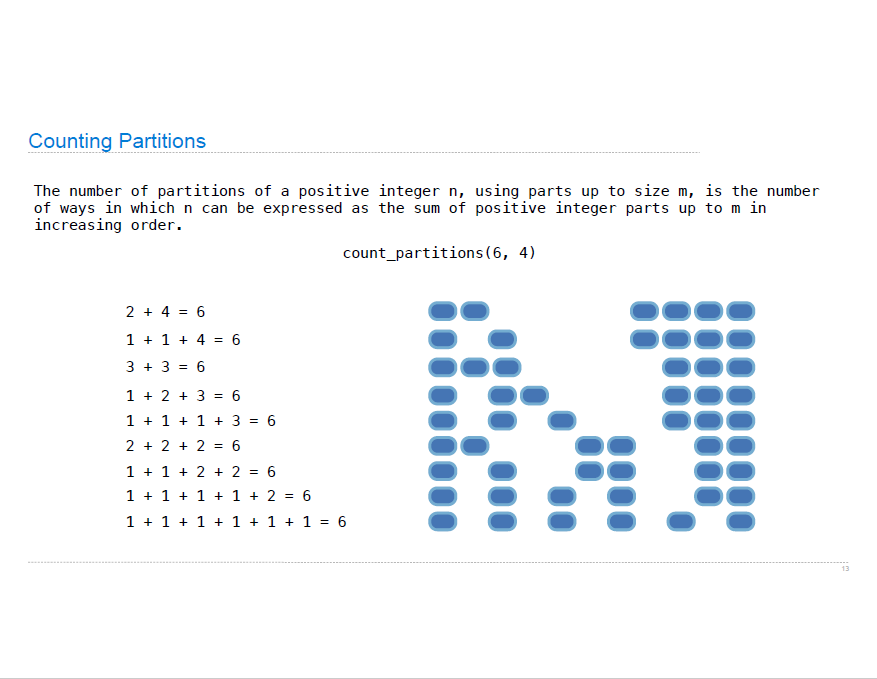 Counting Partitions
The number of partitions of a positive integer n, using parts up to size m, is the number
of ways in which n can be expressed as the sum of positive integer parts up to m in
increasing order.
count_partitions(6, 4)
2 + 4 = 6
1 + 1 + 4 = 6
3 + 3 = 6
1 + 2 + 3 = 6
1 + 1 + 1 + 3 = 6
2 + 2 + 2 = 6
1 + 1 + 2 + 2 = 6
1 + 1 + 1 + 1 + 2 = 6
1 + 1 + 1 + 1 + 1 + 1 = 6
13